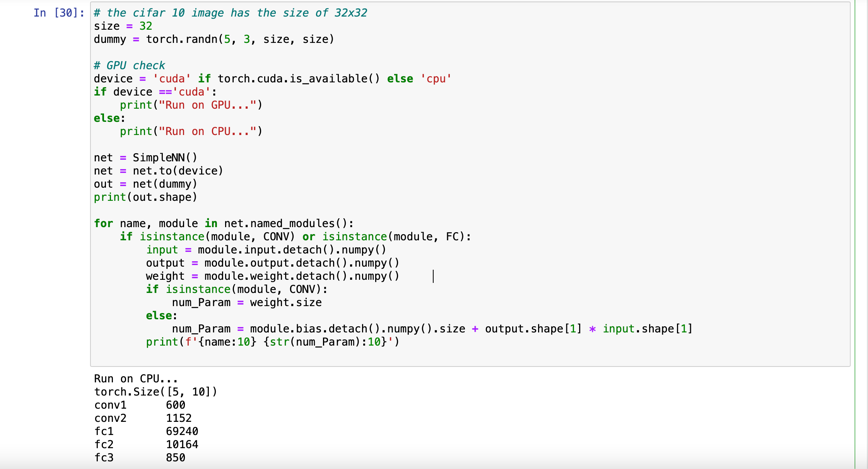 In [30]: # the cifar 10 image has the size of 32x32
size = 32
dummy = torch.randn(5, 3, size, size)

# GPU check
device = 'cuda' if torch.cuda.is_available() else 'cpu'
if device =='cuda':
    print("Run on GPU...")
else:
    print("Run on CPU...")

net = SimpleNN()
net = net.to(device)
out = net(dummy)
print(out.shape)

for name, module in net.named_modules():
    if isinstance(module, CONV) or isinstance(module, FC):
        input = module.input.detach().numpy()
        output = module.output.detach().numpy()
        weight = module.weight.detach().numpy()
        if isinstance(module, CONV):
            num_Param = weight.size
        else:
            num_Param = module.bias.detach().numpy().size + output.shape[1] * input.shape[1]
        print(f'{name:10} {str(num_Param):10}')

Run on CPU...
torch.Size([5, 10])
conv1      600
conv2      1152
fc1        69240
fc2        10164
fc3        850